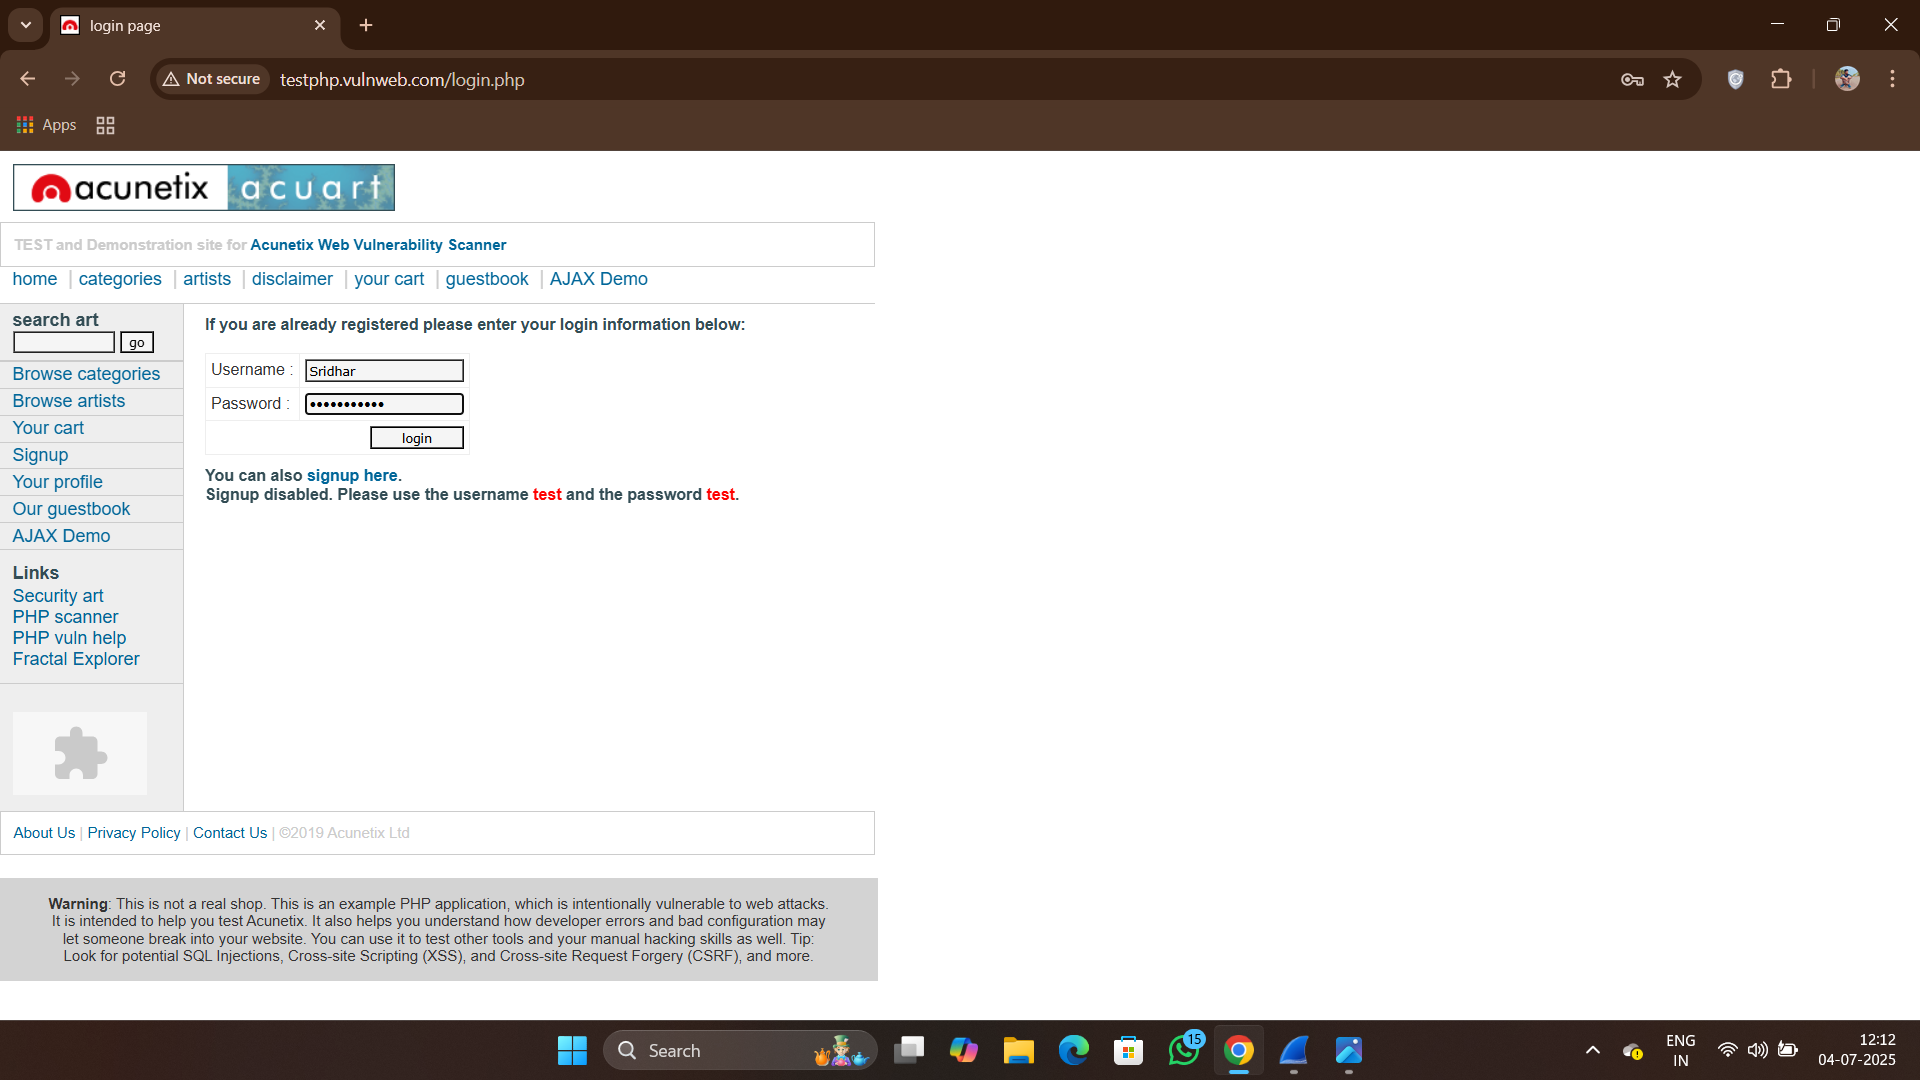 login page
Not secure
testphp.vulnweb.com/login.php
Apps
acunetix acuart
TEST and Demonstration site for Acunetix Web Vulnerability Scanner
home | categories | artists | disclaimer | your cart | guestbook | AJAX Demo
search art
go
Browse categories
Browse artists
Your cart
Signup
Your profile
Our guestbook
AJAX Demo
Links
Security art
PHP scanner
PHP vuln help
Fractal Explorer
If you are already registered please enter your login information below:
Username : Sridhar
Password : •••••••••••
login
You can also signup here.
Signup disabled. Please use the username test and the password test.
About Us | Privacy Policy | Contact Us | ©2019 Acunetix Ltd
Warning: This is not a real shop. This is an example PHP application, which is intentionally vulnerable to web attacks.
It is intended to help you test Acunetix. It also helps you understand how developer errors and bad configuration may
let someone break into your website. You can use it to test other tools and your manual hacking skills as well. Tip:
Look for potential SQL Injections, Cross-site Scripting (XSS), and Cross-site Request Forgery (CSRF), and more.
Search
15
ENG
IN
12:12
04-07-2025